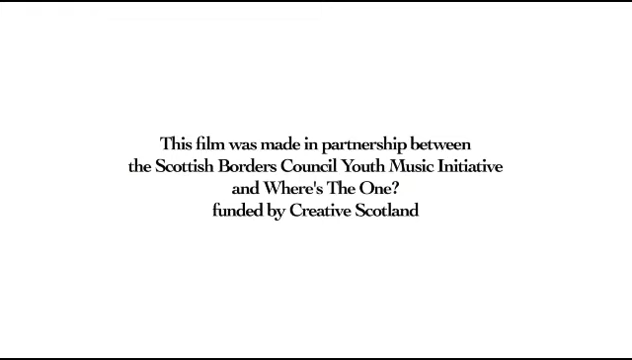 This film was made in partnership between
the Scottish Borders Council Youth Music Initiative
and Where's The One?
funded by Creative Scotland